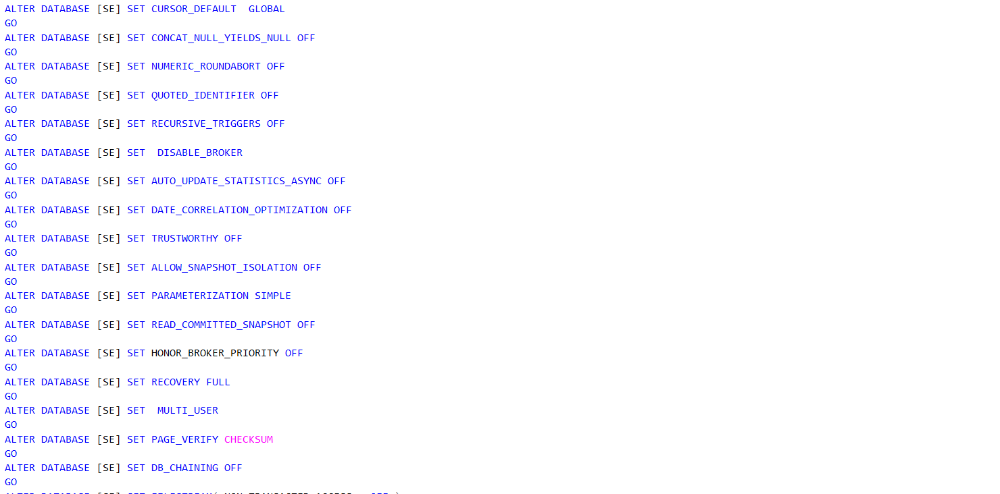 ALTER DATABASE [SE] SET CURSOR_DEFAULT  GLOBAL
GO
ALTER DATABASE [SE] SET CONCAT_NULL_YIELDS_NULL OFF
GO
ALTER DATABASE [SE] SET NUMERIC_ROUNDABORT OFF
GO
ALTER DATABASE [SE] SET QUOTED_IDENTIFIER OFF
GO
ALTER DATABASE [SE] SET RECURSIVE_TRIGGERS OFF
GO
ALTER DATABASE [SE] SET  DISABLE_BROKER
GO
ALTER DATABASE [SE] SET AUTO_UPDATE_STATISTICS_ASYNC OFF
GO
ALTER DATABASE [SE] SET DATE_CORRELATION_OPTIMIZATION OFF
GO
ALTER DATABASE [SE] SET TRUSTWORTHY OFF
GO
ALTER DATABASE [SE] SET ALLOW_SNAPSHOT_ISOLATION OFF
GO
ALTER DATABASE [SE] SET PARAMETERIZATION SIMPLE
GO
ALTER DATABASE [SE] SET READ_COMMITTED_SNAPSHOT OFF
GO
ALTER DATABASE [SE] SET HONOR_BROKER_PRIORITY OFF
GO
ALTER DATABASE [SE] SET RECOVERY FULL
GO
ALTER DATABASE [SE] SET  MULTI_USER
GO
ALTER DATABASE [SE] SET PAGE_VERIFY CHECKSUM
GO
ALTER DATABASE [SE] SET DB_CHAINING OFF
GO